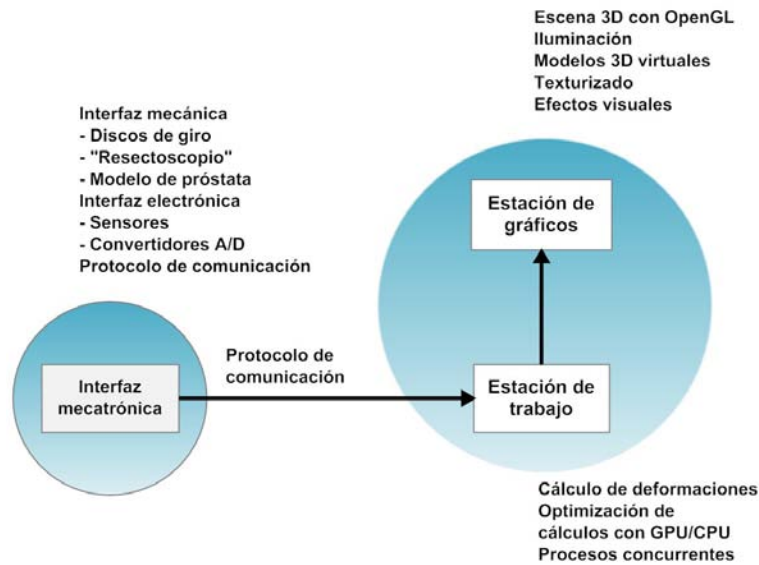 Escena 3D con OpenGL
Iluminación
Modelos 3D virtuales
Texturizado
Efectos visuales
Interfaz mecánica
- Discos de giro
- "Resectoscopio"
- Modelo de próstata
Interfaz electrónica
- Sensores
- Convertidores A/D
Protocolo de comunicación
Estación de
gráficos
Protocolo de
comunicación
Interfaz
mecatrónica
Estación de
trabajo
Cálculo de deformaciones
Optimización de
cálculos con GPU/CPU
Procesos concurrentes